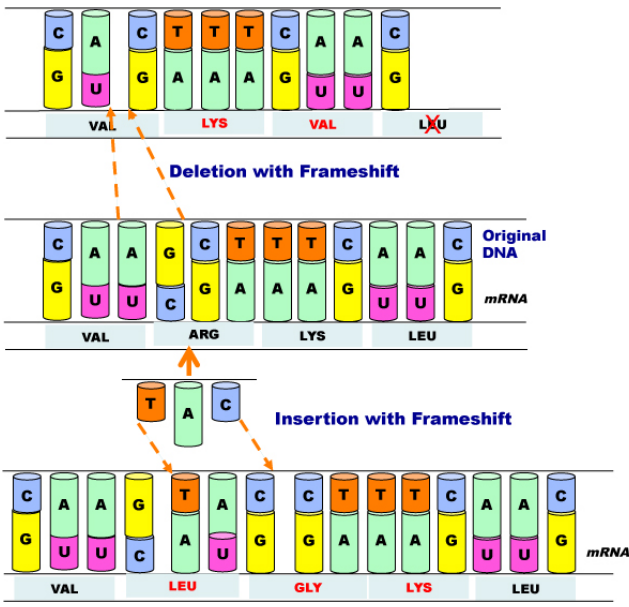 C A C T T T C A A C
G U G A A A G U U G
VAL LYS VAL LEU
Deletion with Frameshift
C A A G C T T T C A A C Original
DNA
G U U C G A A A G U U G mRNA
VAL ARG LYS LEU
T A C
Insertion with Frameshift
C A A G T A C C T T T C A A C
G U U C A U G G A A A G U U G mRNA
VAL LEU GLY LYS LEU